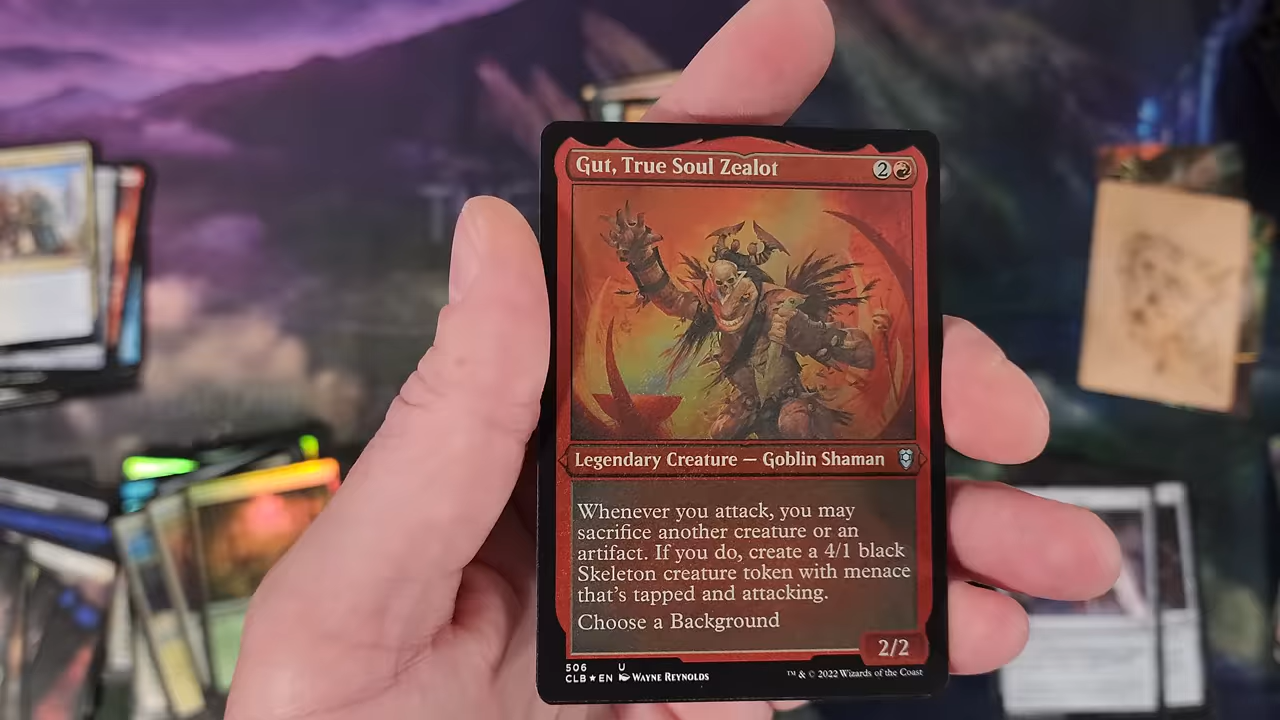 Gut, True Soul Zealot 2
Legendary Creature — Goblin Shaman
Whenever you attack, you may
sacrifice another creature or an
artifact. If you do, create a 4/1 black
Skeleton creature token with menace
that's tapped and attacking.
Choose a Background
2/2
506 U
CLB★EN Wayne Reynolds
™ & © 2022 Wizards of the Coast